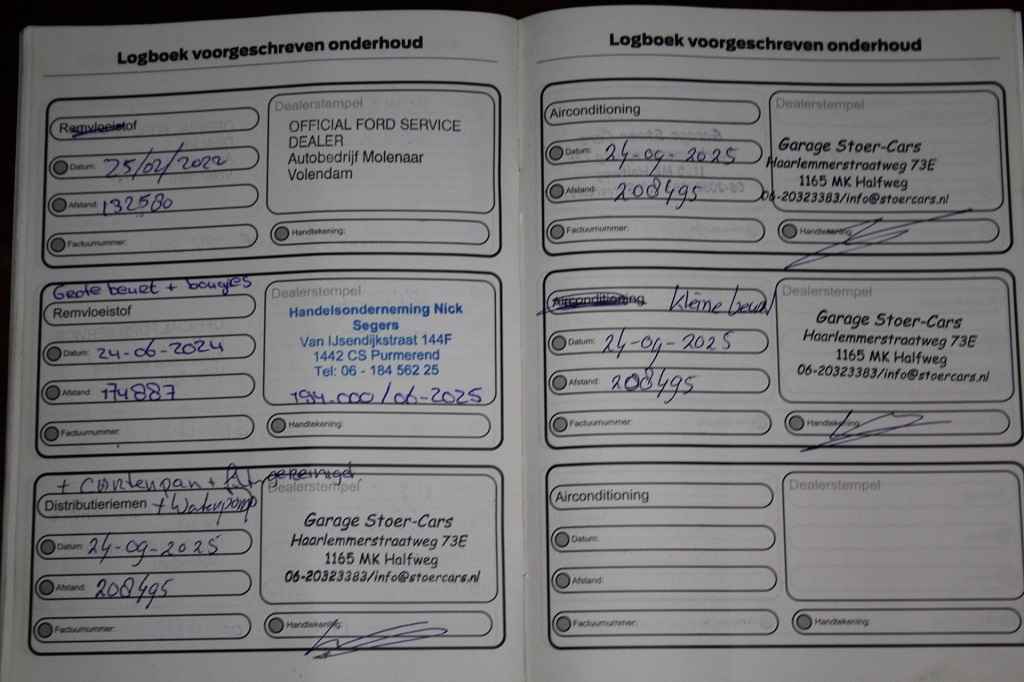 Logboek voorgeschreven onderhoud
Remvloeistof
Datum: 25/02/2022
Afstand: 132580
Factuurnummer:
Dealerstempel
OFFICIAL FORD SERVICE
DEALER
Autobedrijf Molenaar
Volendam
Handtekening:
Grote beurt + bougies
Remvloeistof
Datum: 24-06-2024
Afstand: 174887
Factuurnummer:
Dealerstempel
Handelsonderneming Nick
Segers
Van IJsendijkstraat 144F
1442 CS Purmerend
Tel: 06 - 184 562 25
194.000/06-2025
Handtekening:
+ carterpan + gereinigd
Distributieriemen + Waterpomp
Datum: 24-09-2025
Afstand: 208495
Factuurnummer:
Dealerstempel
Garage Stoer-Cars
Haarlemmerstraatweg 73E
1165 MK Halfweg
06-20323383/info@stoercars.nl
Handtekening:
Logboek voorgeschreven onderhoud
Airconditioning
Datum: 24-09-2025
Afstand: 208495
Factuurnummer:
Dealerstempel
Garage Stoer-Cars
Haarlemmerstraatweg 73E
1165 MK Halfweg
06-20323383/info@stoercars.nl
Handtekening:
Airconditioning Kleine beurt
Datum: 24-09-2025
Afstand: 208495
Factuurnummer:
Dealerstempel
Garage Stoer-Cars
Haarlemmerstraatweg 73E
1165 MK Halfweg
06-20323383/info@stoercars.nl
Handtekening:
Airconditioning
Datum:
Afstand:
Factuurnummer:
Dealerstempel
Handtekening: